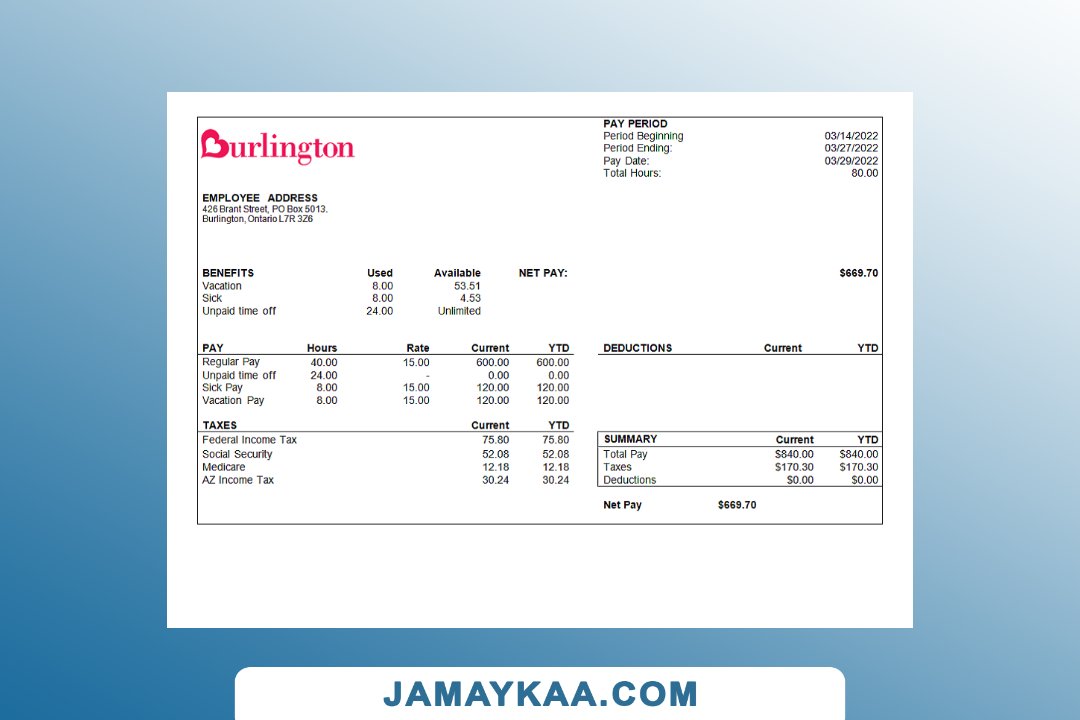 Burlington
PAY PERIOD
Period Beginning 03/14/2022
Period Ending: 03/27/2022
Pay Date: 03/29/2022
Total Hours: 80.00
EMPLOYEE ADDRESS
426 Brant Street, PO Box 5013.
Burlington, Ontario L7R 3Z6
BENEFITS Used Available NET PAY: $669.70
Vacation 8.00 53.51
Sick 8.00 4.53
Unpaid time off 24.00 Unlimited
PAY Hours Rate Current YTD
Regular Pay 40.00 15.00 600.00 600.00
Unpaid time off 24.00 - 0.00 0.00
Sick Pay 8.00 15.00 120.00 120.00
Vacation Pay 8.00 15.00 120.00 120.00
DEDUCTIONS Current YTD
TAXES Current YTD
Federal Income Tax 75.80 75.80
Social Security 52.08 52.08
Medicare 12.18 12.18
AZ Income Tax 30.24 30.24
SUMMARY Current YTD
Total Pay $840.00 $840.00
Taxes $170.30 $170.30
Deductions $0.00 $0.00
Net Pay $669.70
JAMAYKAA.COM